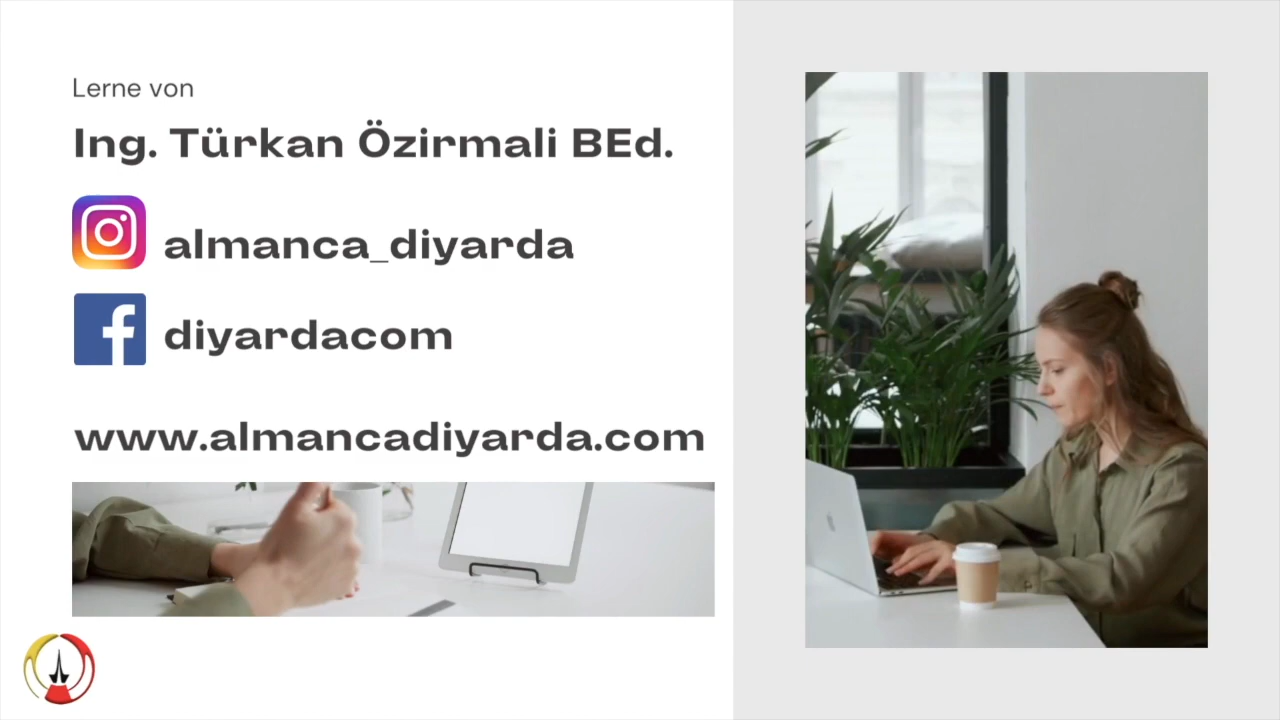 Lerne von
Ing. Türkan Özirmali BEd.
almanca_diyarda
diyardacom
www.almancadiyarda.com